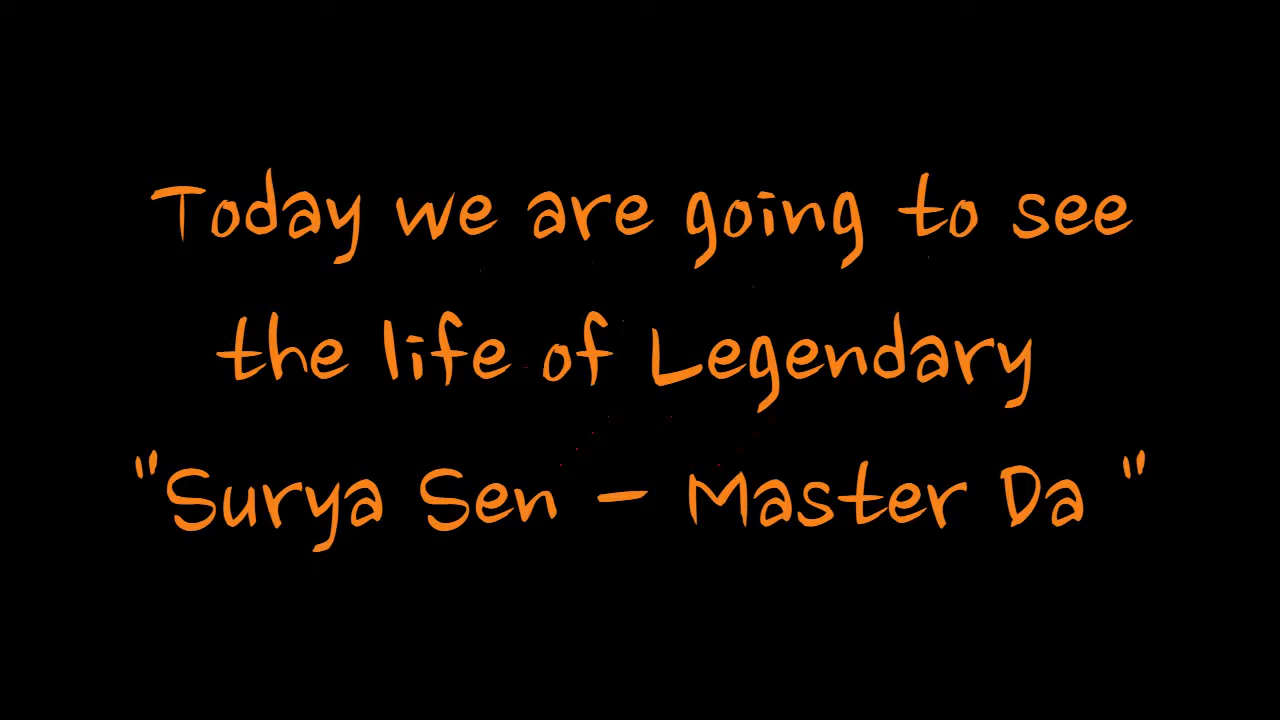 Today we are going to see
the life of Legendary
"Surya Sen - Master Da "